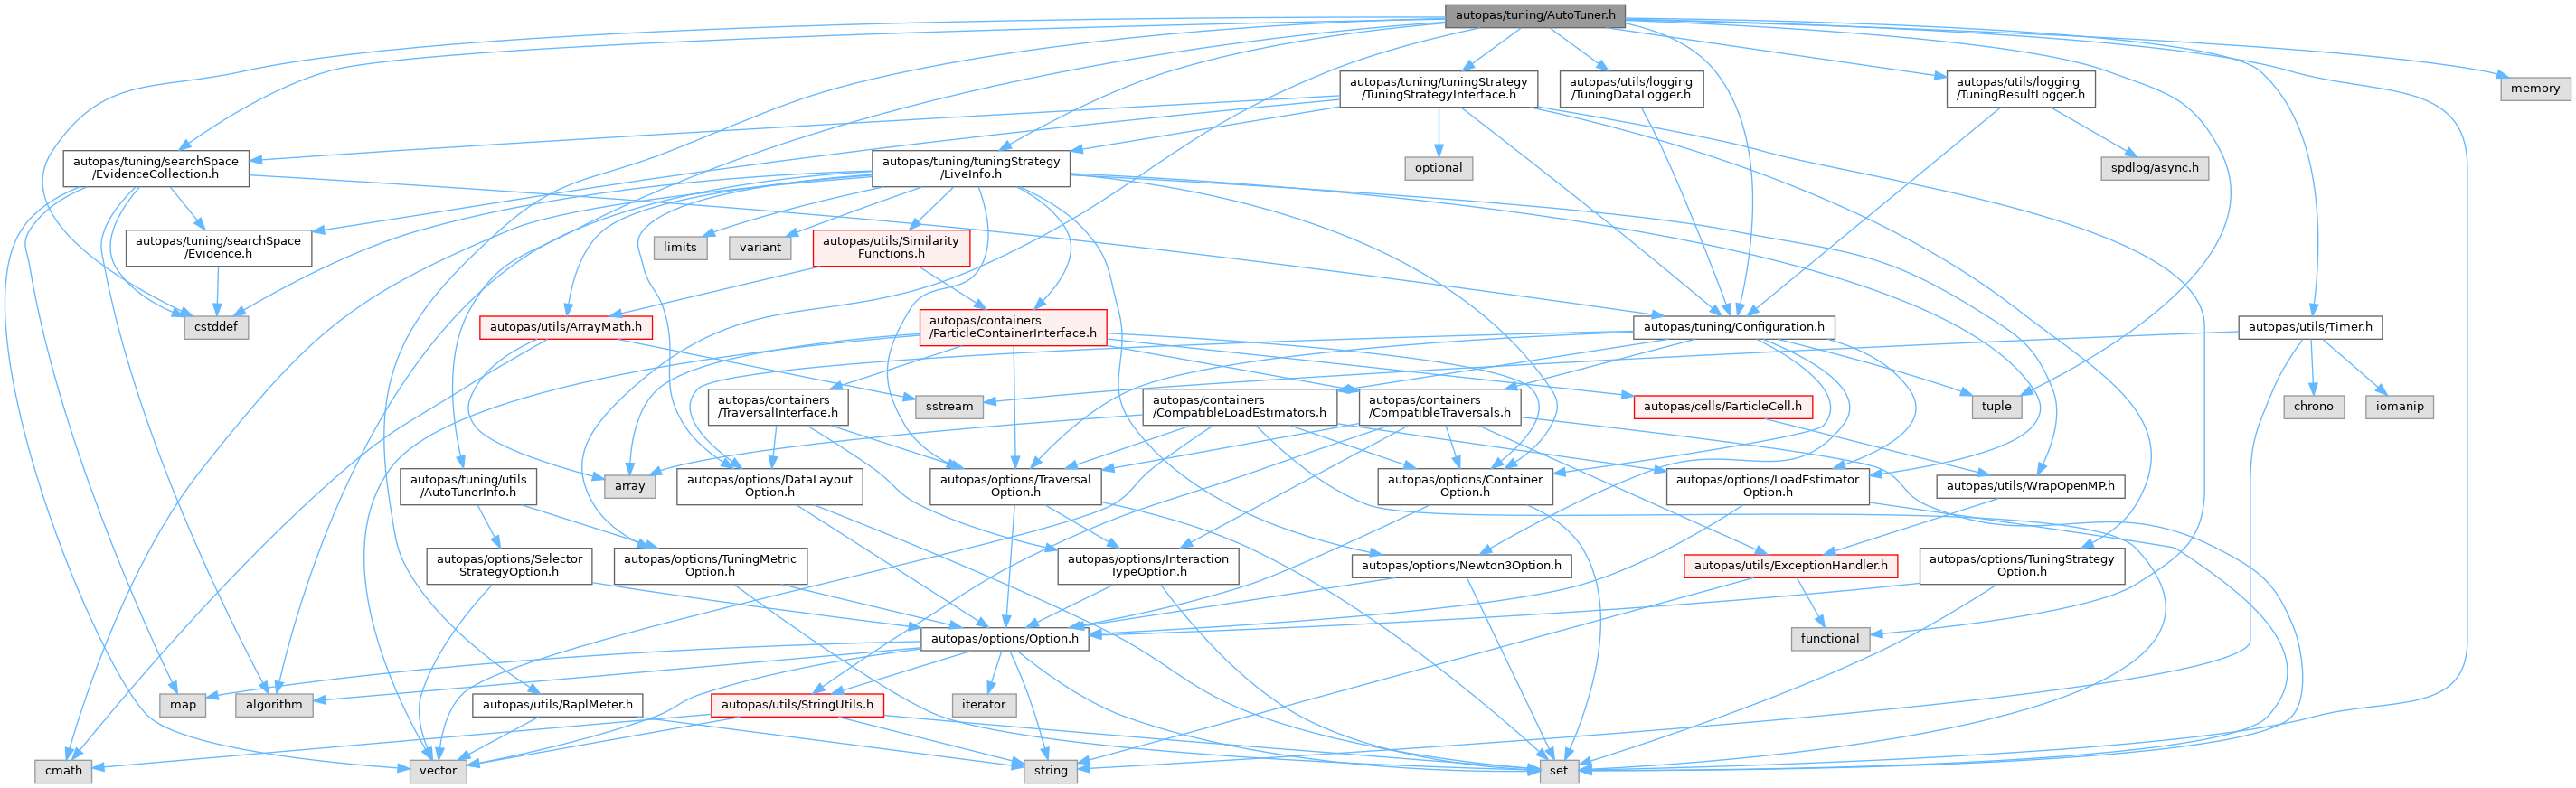 autopas/tuning/AutoTuner.h
autopas/tuning/tuningStrategy
/TuningStrategyInterface.h
autopas/utils/logging
/TuningDataLogger.h
autopas/utils/logging
/TuningResultLogger.h
memory
autopas/tuning/searchSpace
/EvidenceCollection.h
autopas/tuning/tuningStrategy
/LiveInfo.h
optional
spdlog/async.h
autopas/tuning/searchSpace
/Evidence.h
limits
variant
autopas/utils/Similarity
Functions.h
cstddef
autopas/utils/ArrayMath.h
autopas/containers
/ParticleContainerInterface.h
autopas/tuning/Configuration.h
autopas/utils/Timer.h
autopas/containers
/TraversalInterface.h
sstream
autopas/containers
/CompatibleLoadEstimators.h
autopas/containers
/CompatibleTraversals.h
autopas/cells/ParticleCell.h
tuple
chrono
iomanip
autopas/tuning/utils
/AutoTunerInfo.h
array
autopas/options/DataLayout
Option.h
autopas/options/Traversal
Option.h
autopas/options/Container
Option.h
autopas/options/LoadEstimator
Option.h
autopas/utils/WrapOpenMP.h
autopas/options/Selector
StrategyOption.h
autopas/options/TuningMetric
Option.h
autopas/options/Interaction
TypeOption.h
autopas/options/Newton3Option.h
autopas/utils/ExceptionHandler.h
autopas/options/TuningStrategy
Option.h
autopas/options/Option.h
functional
map
algorithm
autopas/utils/RaplMeter.h
autopas/utils/StringUtils.h
iterator
cmath
vector
string
set